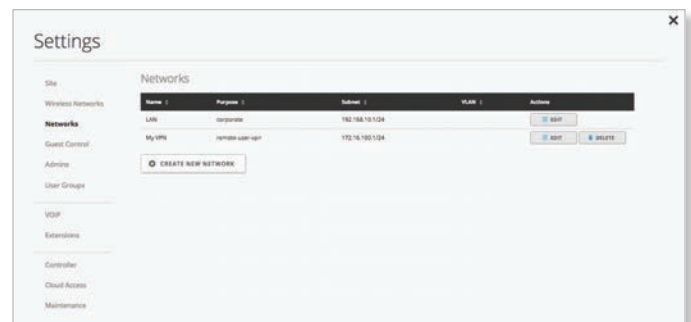 Settings
Site
Wireless Networks
Networks
Guest Control
Admins
User Groups
VOIP
Extensions
Controller
Cloud Access
Maintenance
Networks
Name Purpose Subnet VLAN Actions
LAN corporate 192.168.10.1/24 EDIT
My VPN remote-user-vpn 172.16.100.1/24 EDIT DELETE
CREATE NEW NETWORK